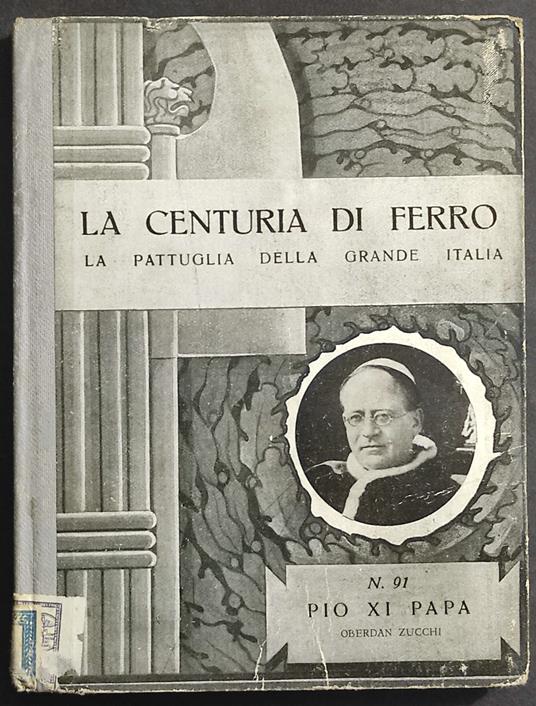 LA CENTURIA DI FERRO
LA PATTUGLIA DELLA GRANDE ITALIA
N. 91
PIO XI PAPA
OBERDAN ZUCCHI